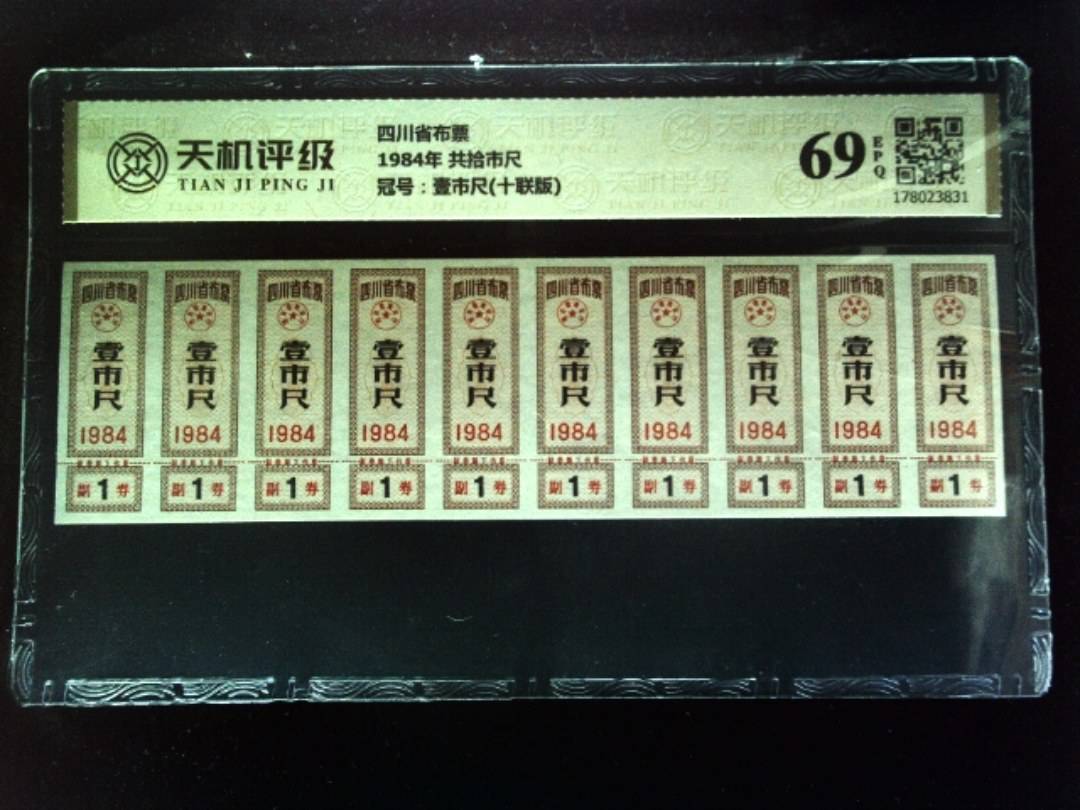 天机评级
TIAN JI PING JI
四川省布票
1984年 共拾市尺
冠号：壹市尺(十联版)
69
EPQ
178023831
四川省布票 四川省布票 四川省布票 四川省布票 四川省布票 四川省布票 四川省布票 四川省布票 四川省布票 四川省布票
壹市尺 壹市尺 壹市尺 壹市尺 壹市尺 壹市尺 壹市尺 壹市尺 壹市尺 壹市尺
1984 1984 1984 1984 1984 1984 1984 1984 1984 1984
副1券 副1券 副1券 副1券 副1券 副1券 副1券 副1券 副1券 副1券